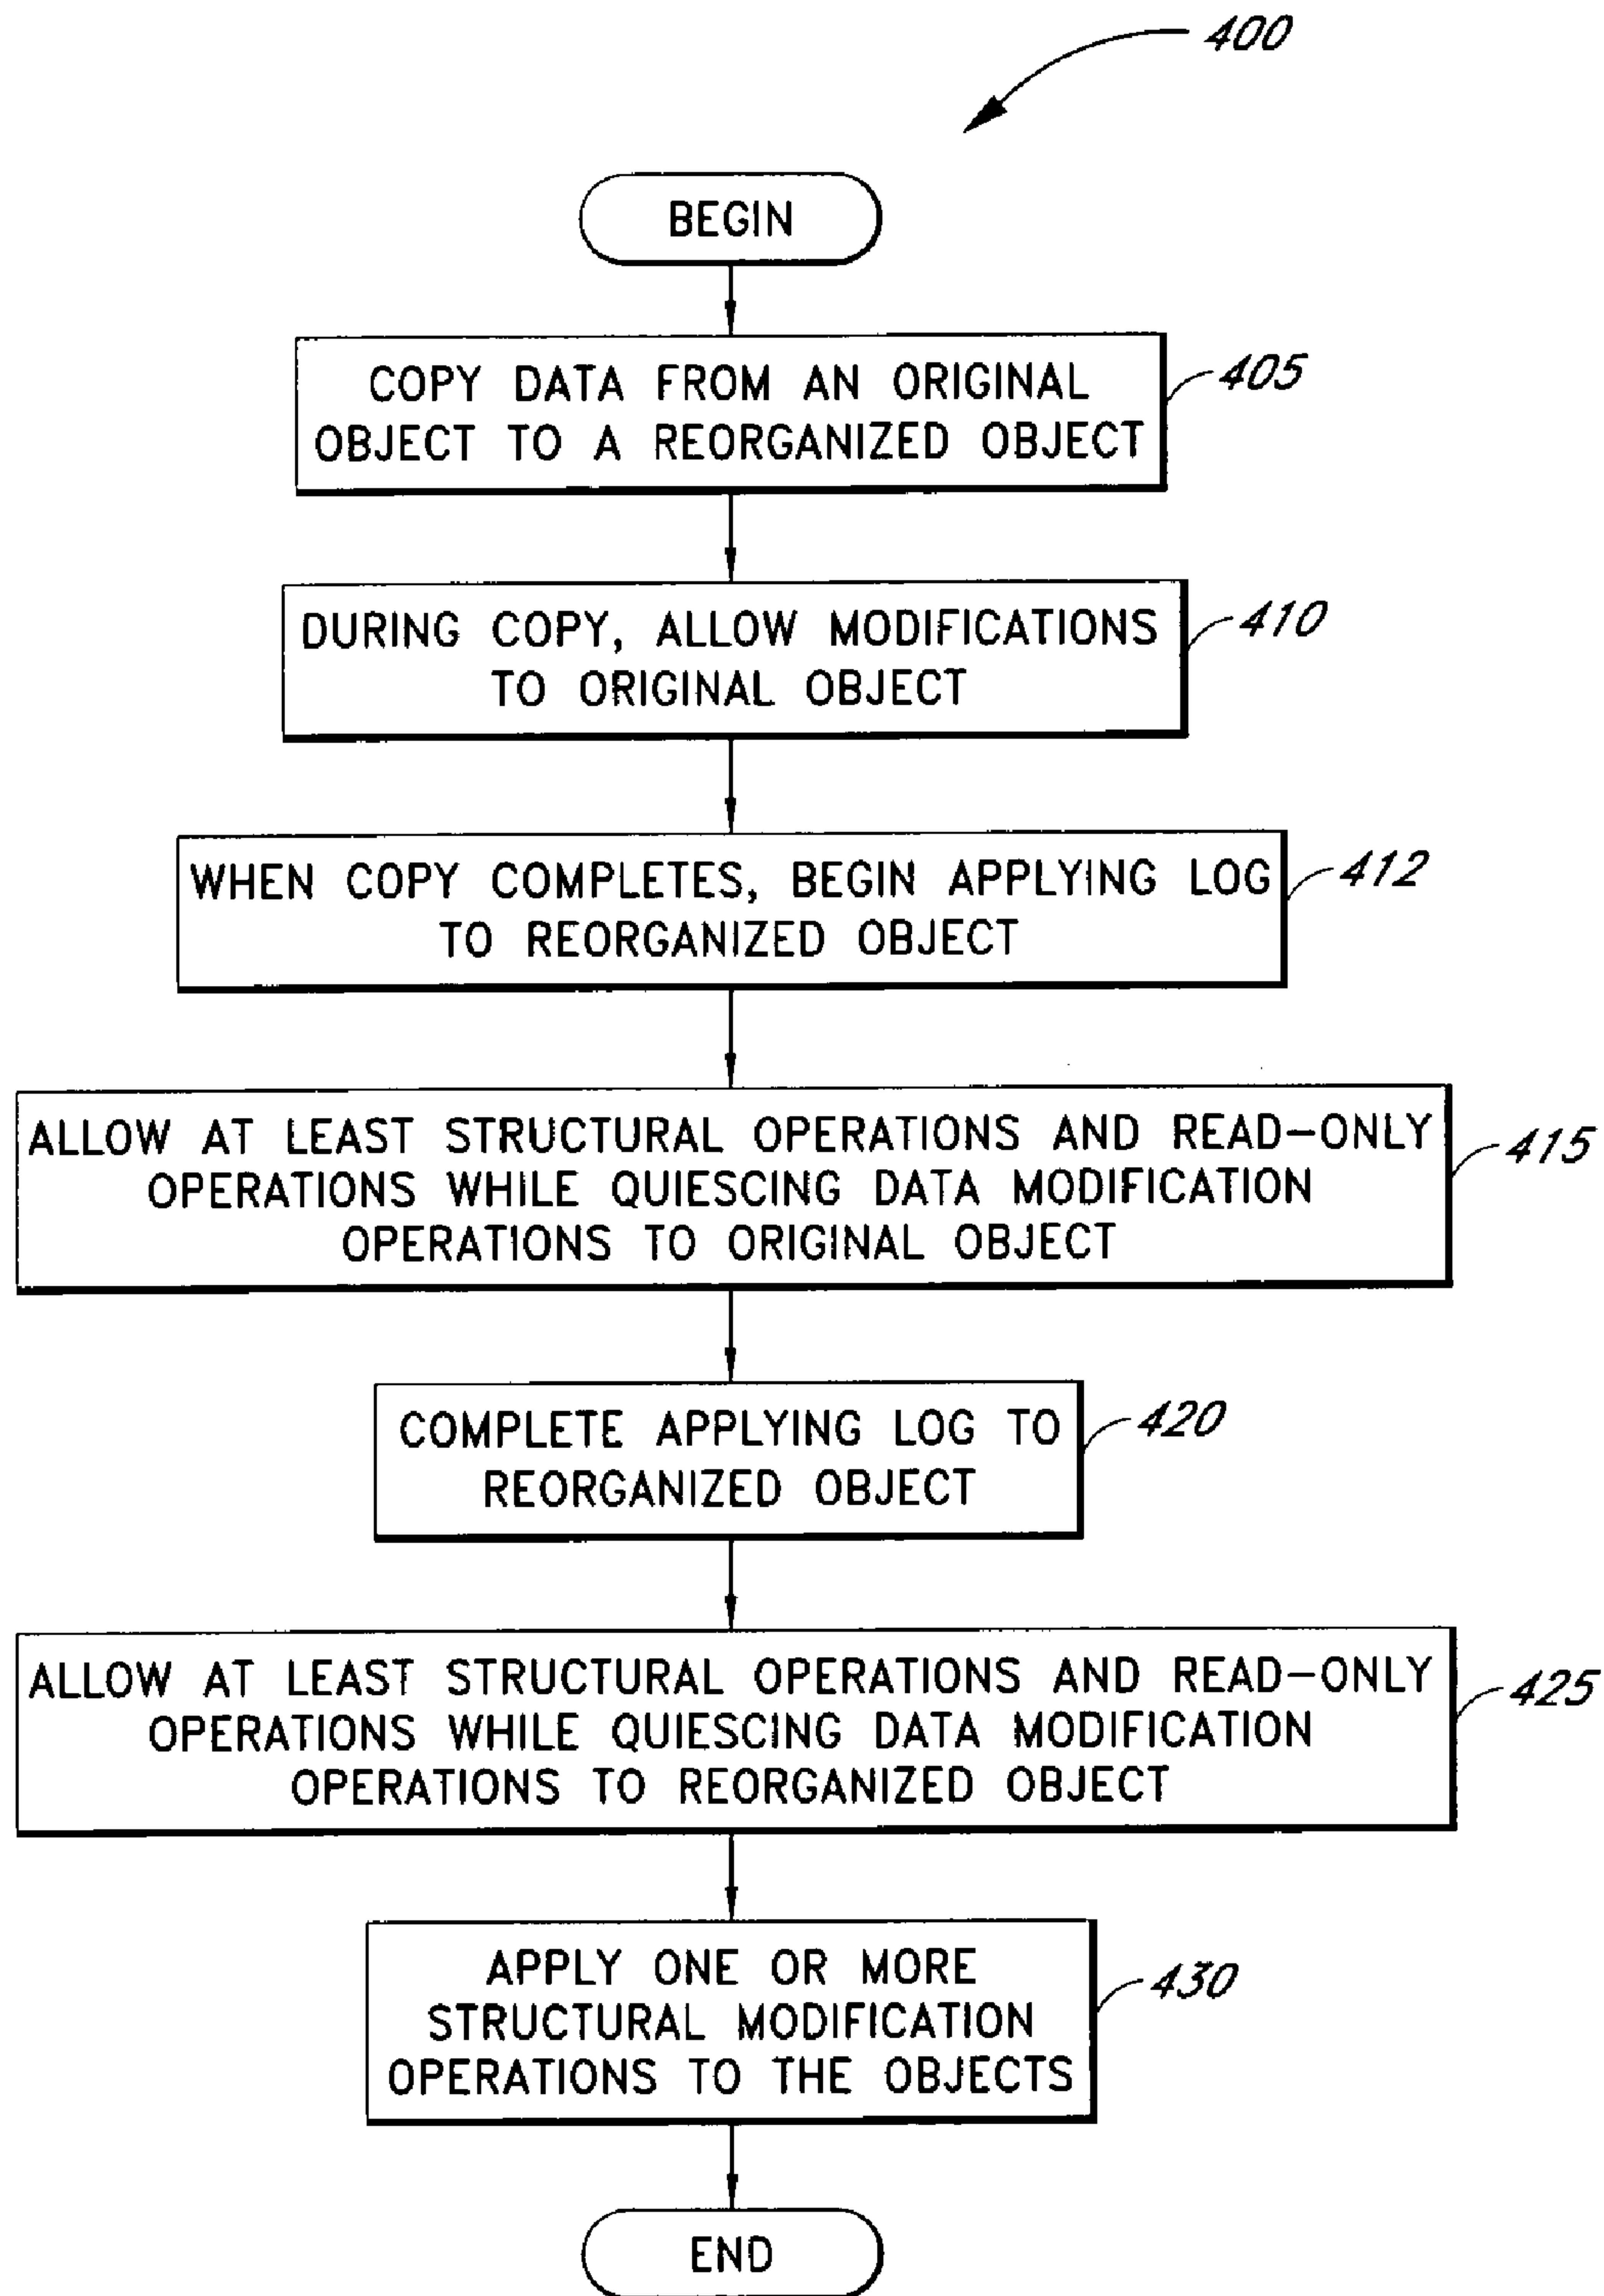 400
BEGIN
COPY DATA FROM AN ORIGINAL
OBJECT TO A REORGANIZED OBJECT
405
DURING COPY, ALLOW MODIFICATIONS
TO ORIGINAL OBJECT
410
WHEN COPY COMPLETES, BEGIN APPLYING LOG
TO REORGANIZED OBJECT
412
ALLOW AT LEAST STRUCTURAL OPERATIONS AND READ-ONLY
OPERATIONS WHILE QUIESCING DATA MODIFICATION
OPERATIONS TO ORIGINAL OBJECT
415
COMPLETE APPLYING LOG TO
REORGANIZED OBJECT
420
ALLOW AT LEAST STRUCTURAL OPERATIONS AND READ-ONLY
OPERATIONS WHILE QUIESCING DATA MODIFICATION
OPERATIONS TO REORGANIZED OBJECT
425
APPLY ONE OR MORE
STRUCTURAL MODIFICATION
OPERATIONS TO THE OBJECTS
430
END